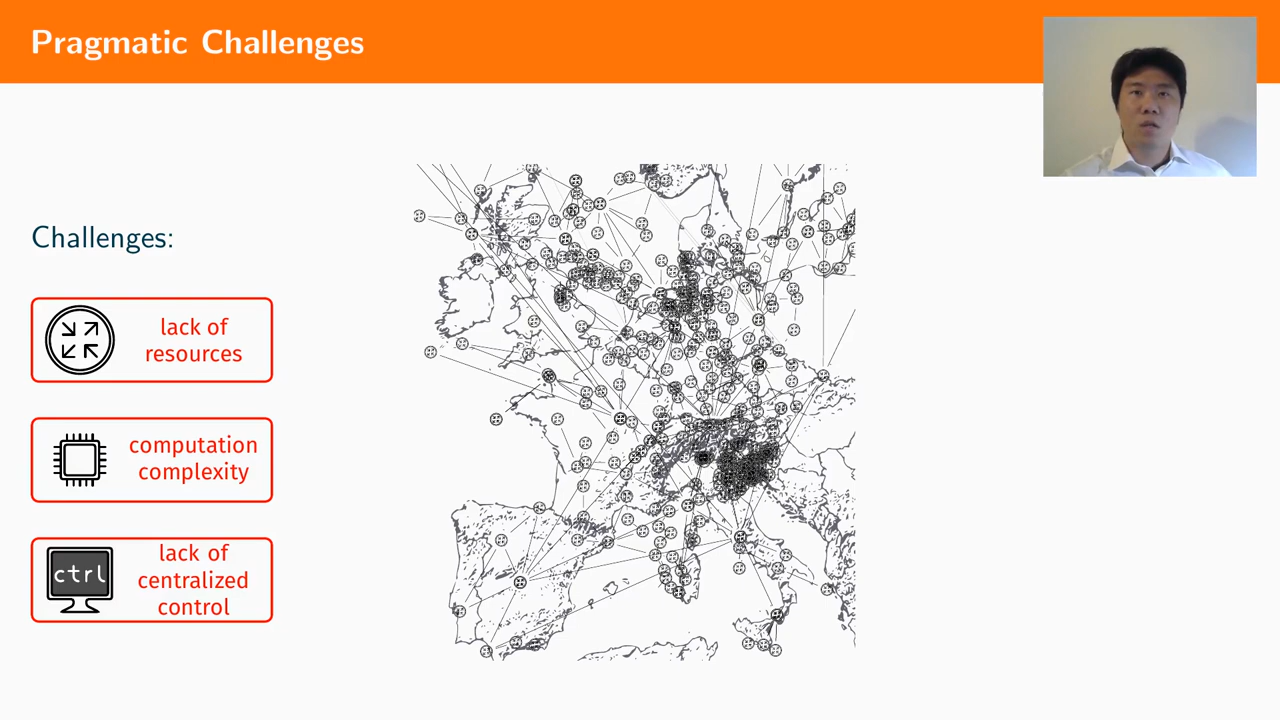 Pragmatic Challenges
Challenges:
lack of
resources
computation
complexity
ctrl
lack of
centralized
control